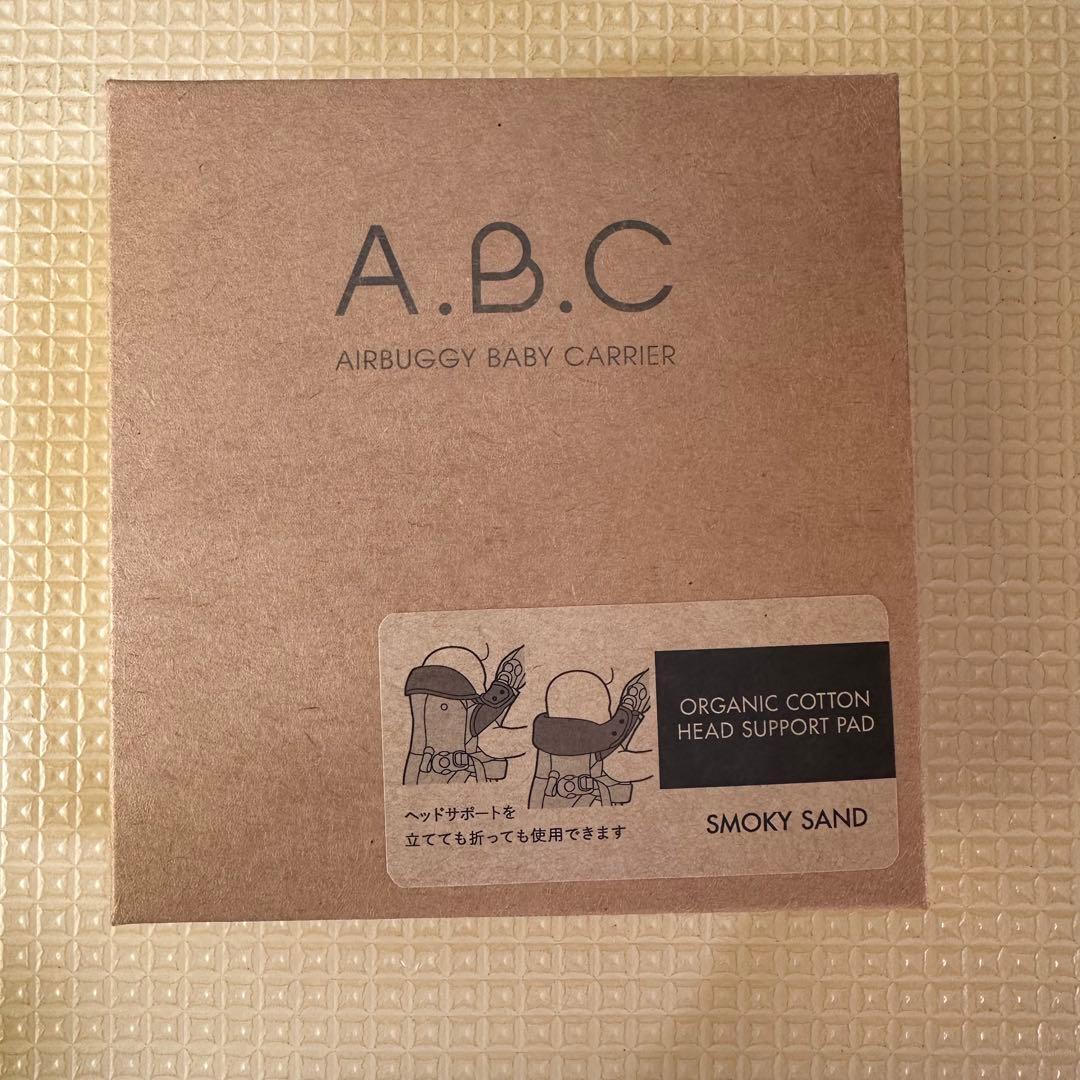 A.B.C
AIRBUGGY BABY CARRIER
ORGANIC COTTON
HEAD SUPPORT PAD
ヘッドサポートを
立てても折っても使用できます
SMOKY SAND